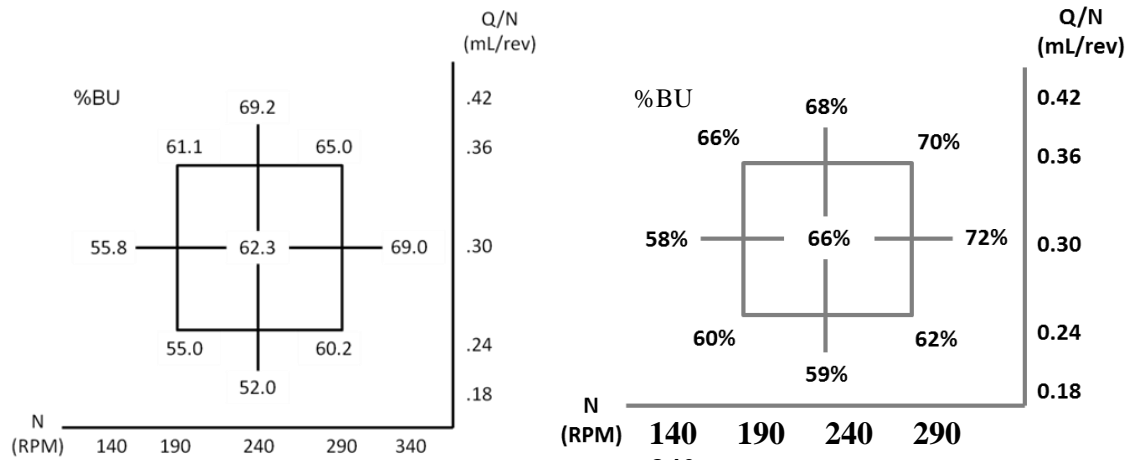 Q/N
(mL/rev)
%BU
69.2
.42
61.1
65.0
.36
55.8
62.3
69.0
.30
55.0
60.2
.24
52.0
.18
N
(RPM)
140 190 240 290 340
Q/N
(mL/rev)
%BU
68%
0.42
66%
70%
0.36
58%
66%
72%
0.30
60%
62%
0.24
59%
0.18
N
(RPM)
140 190 240 290